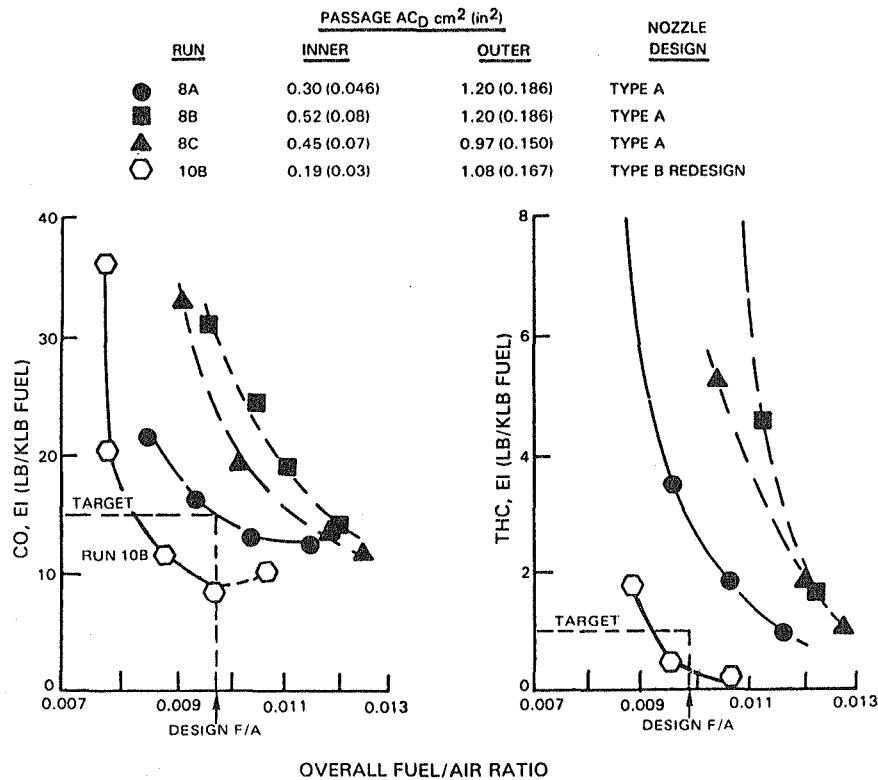 PASSAGE AC_D cm² (in²)
RUN INNER OUTER NOZZLE DESIGN
8A 0.30 (0.046) 1.20 (0.186) TYPE A
8B 0.52 (0.08) 1.20 (0.186) TYPE A
8C 0.45 (0.07) 0.97 (0.150) TYPE A
10B 0.19 (0.03) 1.08 (0.167) TYPE B REDESIGN
CO, EI (LB/KLB FUEL)
40
30
20
TARGET
RUN 10B
10
0
0.007 0.009 0.011 0.013
DESIGN F/A
THC, EI (LB/KLB FUEL)
8
6
4
2
TARGET
0
0.007 0.009 0.011 0.013
DESIGN F/A
OVERALL FUEL/AIR RATIO